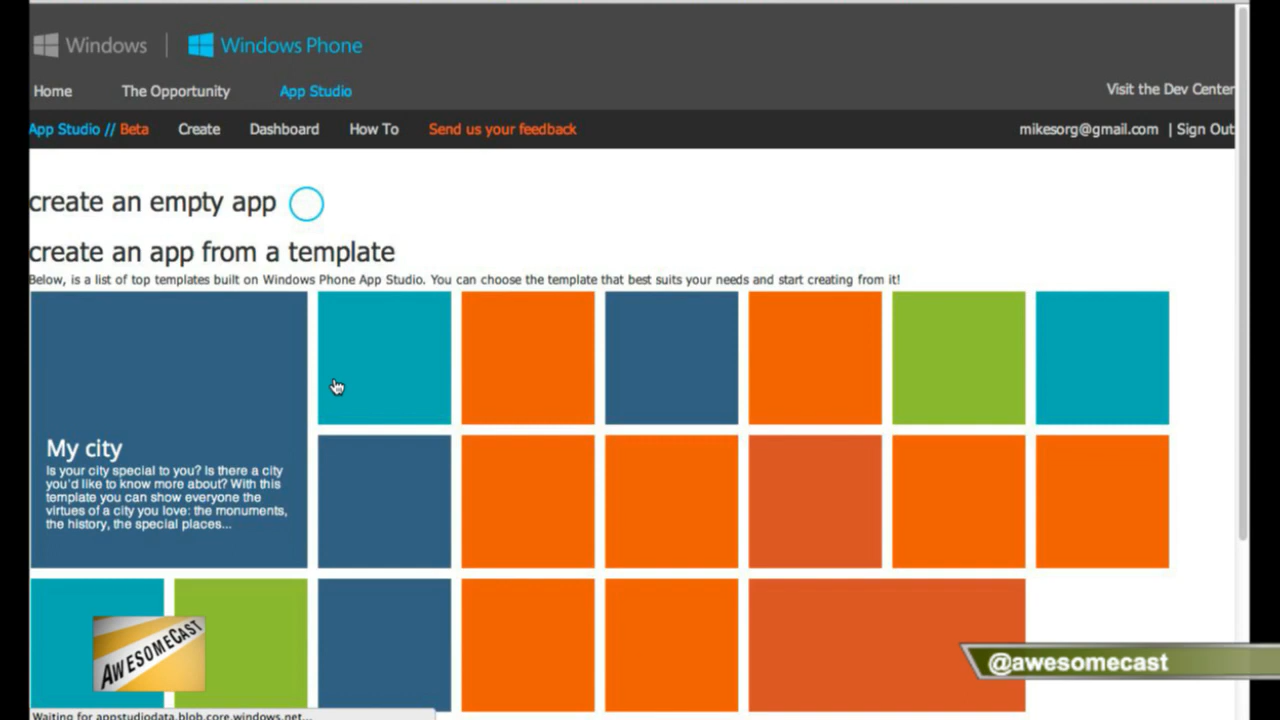 Windows | Windows Phone
Home The Opportunity App Studio Visit the Dev Center
App Studio // Beta Create Dashboard How To Send us your feedback mikesorg@gmail.com | Sign Out
create an empty app
create an app from a template
Below, is a list of top templates built on Windows Phone App Studio. You can choose the template that best suits your needs and start creating from it!
My city
Is your city special to you? Is there a city
you'd like to know more about? With this
template you can show everyone the
virtues of a city you love: the monuments,
the history, the special places...
AWESOMECAST
@awesomecast
Waiting for appstudiodata.blob.core.windows.net...